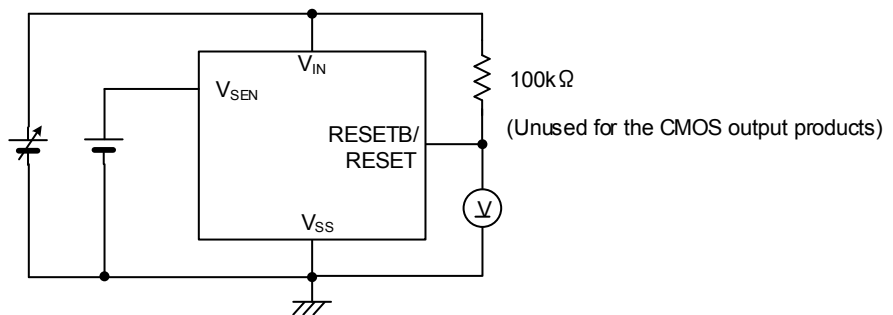 V_IN
V_SEN
100kΩ
(Unused for the CMOS output products)
RESETB/
RESET
V
V_SS